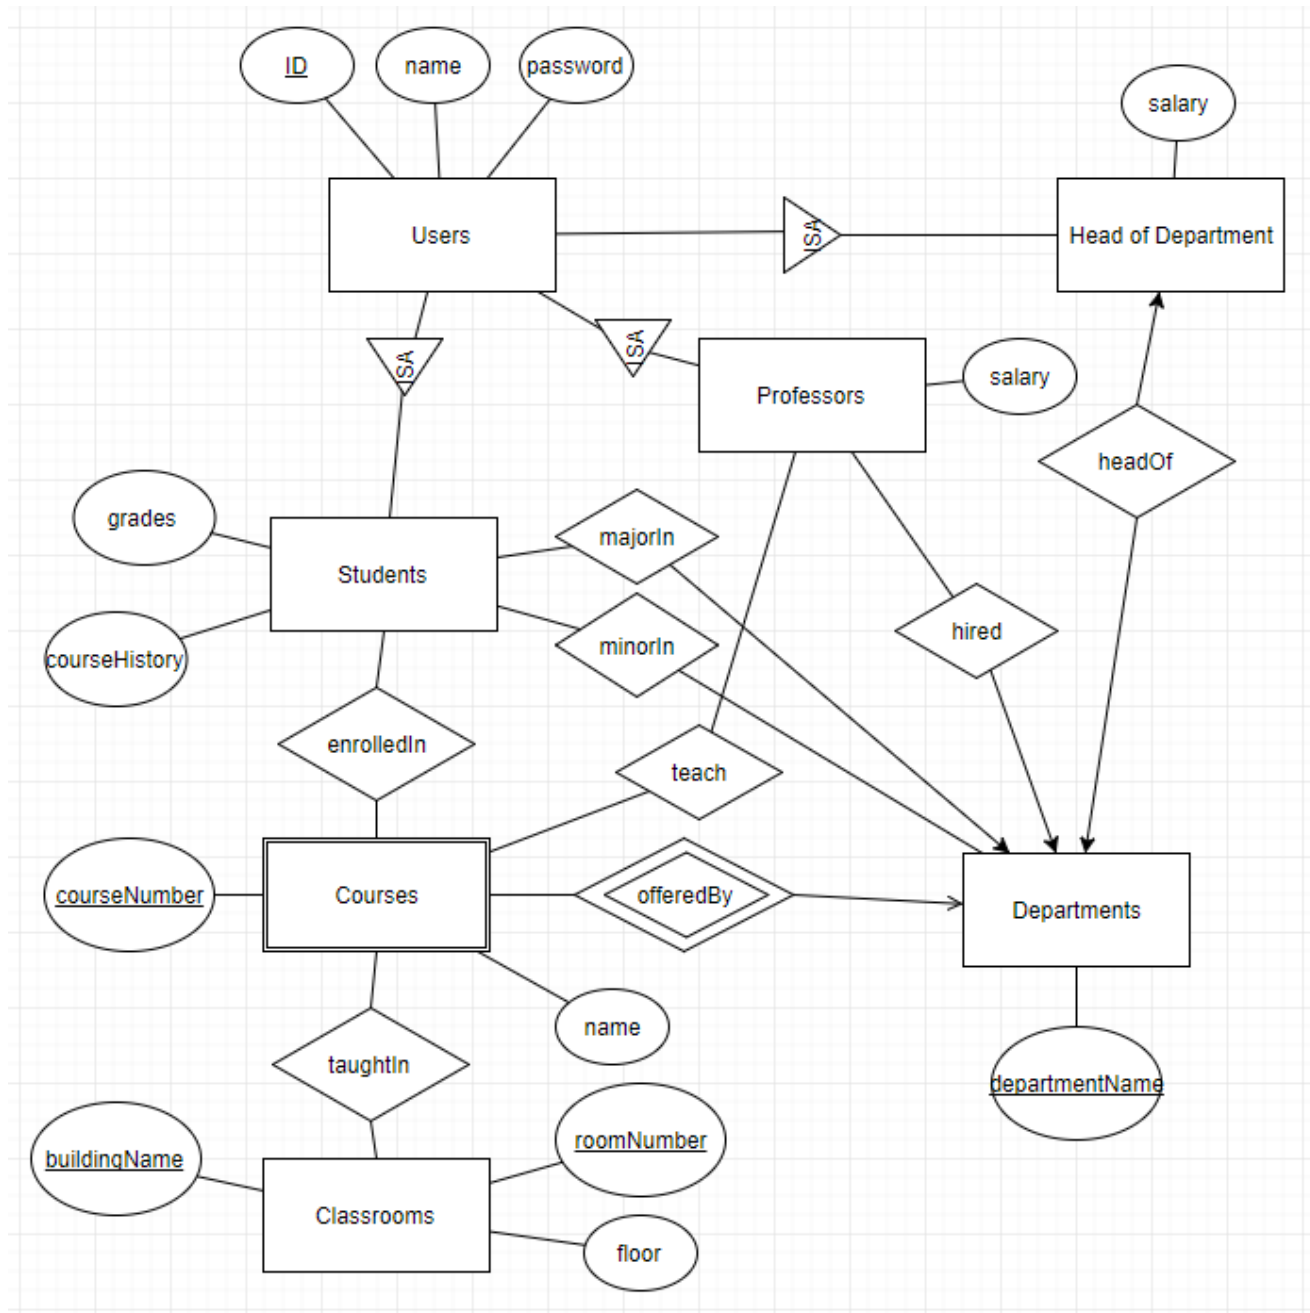 ID
name
password
salary
Users
ISA
Head of Department
ISA
ISA
Professors
salary
headOf
grades
majorIn
Students
hired
minorIn
courseHistory
enrolledIn
teach
courseNumber
Courses
offeredBy
Departments
name
taughtIn
departmentName
roomNumber
buildingName
Classrooms
floor